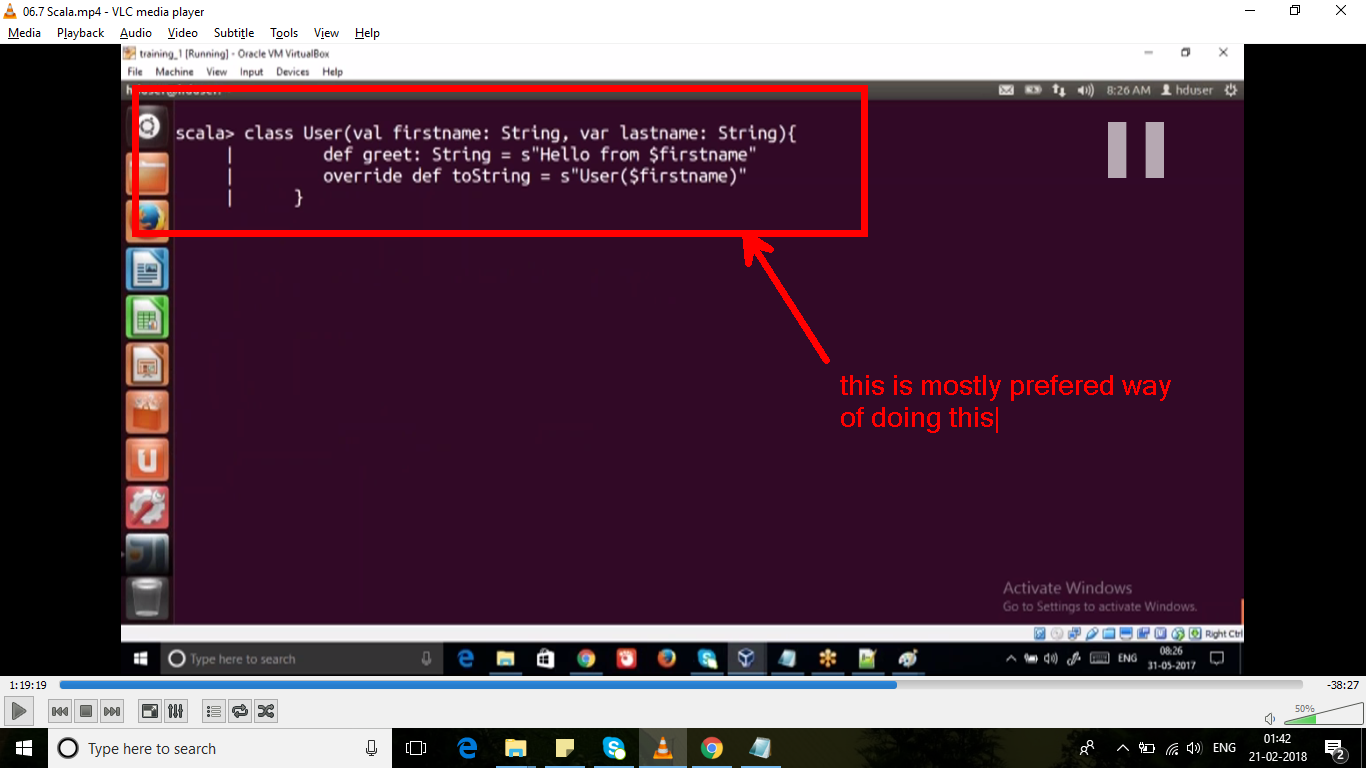 06.7 Scala.mp4 - VLC media player
Media Playback Audio Video Subtitle Tools View Help
training_1 [Running] - Oracle VM VirtualBox
File Machine View Input Devices Help
8:26 AM hduser
scala> class User(val firstname: String, var lastname: String){
| def greet: String = s"Hello from $firstname"
| override def toString = s"User($firstname)"
| }
this is mostly prefered way
of doing this
Activate Windows
Go to Settings to activate Windows.
Right Ctrl
Type here to search
ENG
08:26
31-05-2017
1:19:19
-38:27
50%
Type here to search
ENG
01:42
21-02-2018
2